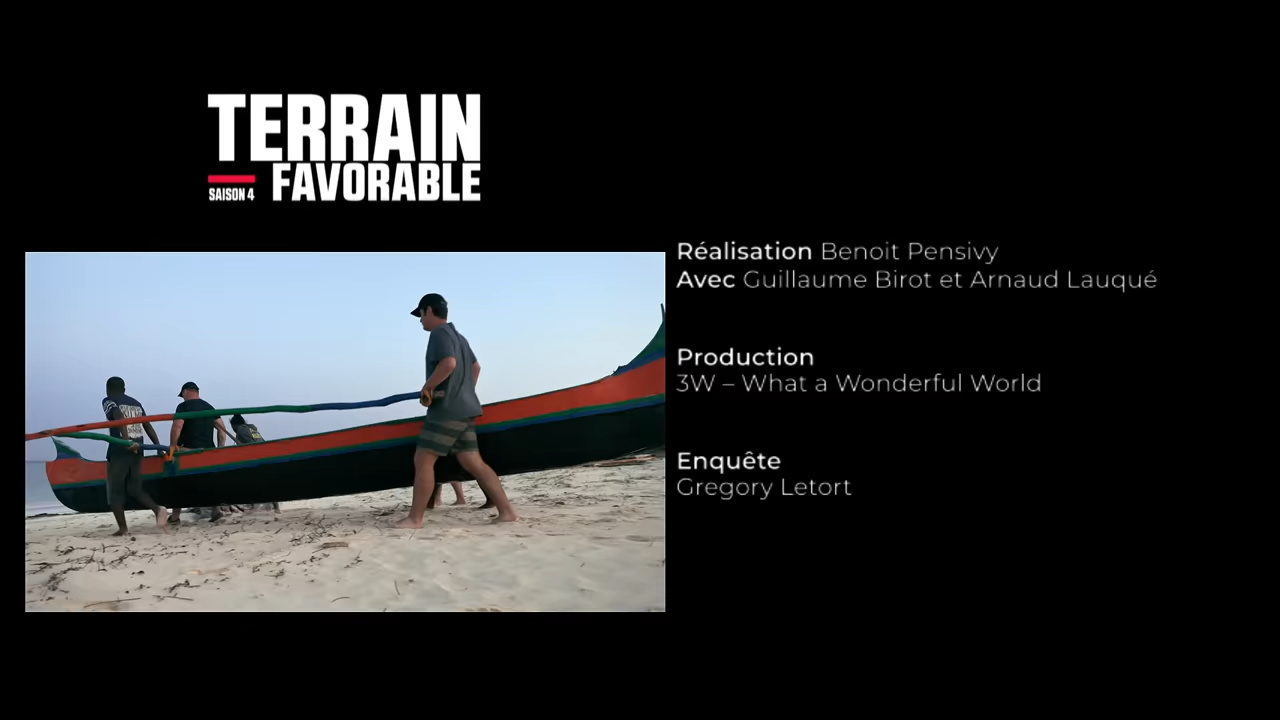 TERRAIN
SAISON 4 FAVORABLE
Réalisation Benoit Pensivy
Avec Guillaume Birot et Arnaud Lauqué
Production
3W – What a Wonderful World
Enquête
Gregory Letort